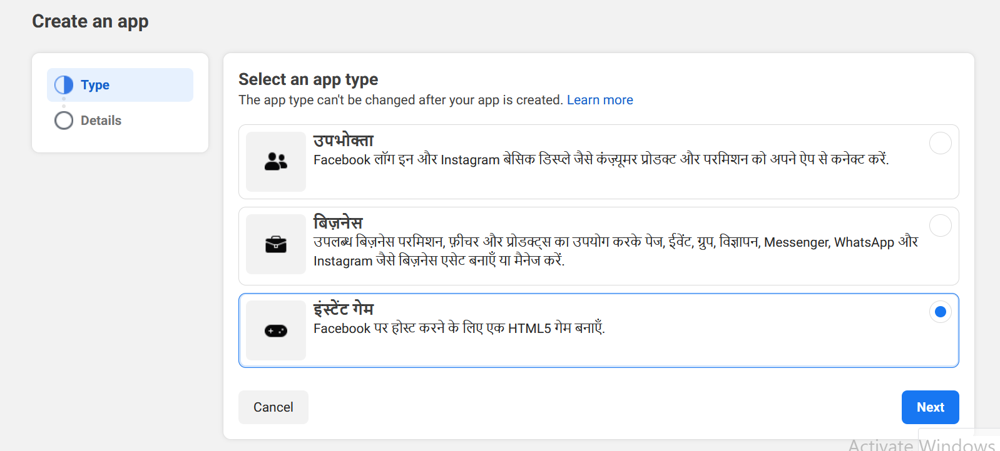 Create an app
Type
Details
Select an app type
The app type can't be changed after your app is created. Learn more
उपभोक्ता
Facebook लॉग इन और Instagram बेसिक डिस्प्ले जैसे कंज़्यूमर प्रोडक्ट और परमिशन को अपने ऐप से कनेक्ट करें.
बिज़नेस
उपलब्ध बिज़नेस परमिशन, फ़ीचर और प्रोडक्ट्स का उपयोग करके पेज, ईवेंट, ग्रुप, विज्ञापन, Messenger, WhatsApp और
Instagram जैसे बिज़नेस एसेट बनाएँ या मैनेज करें.
इंस्टेंट गेम
Facebook पर होस्ट करने के लिए एक HTML5 गेम बनाएँ.
Cancel
Next
Activate Windows